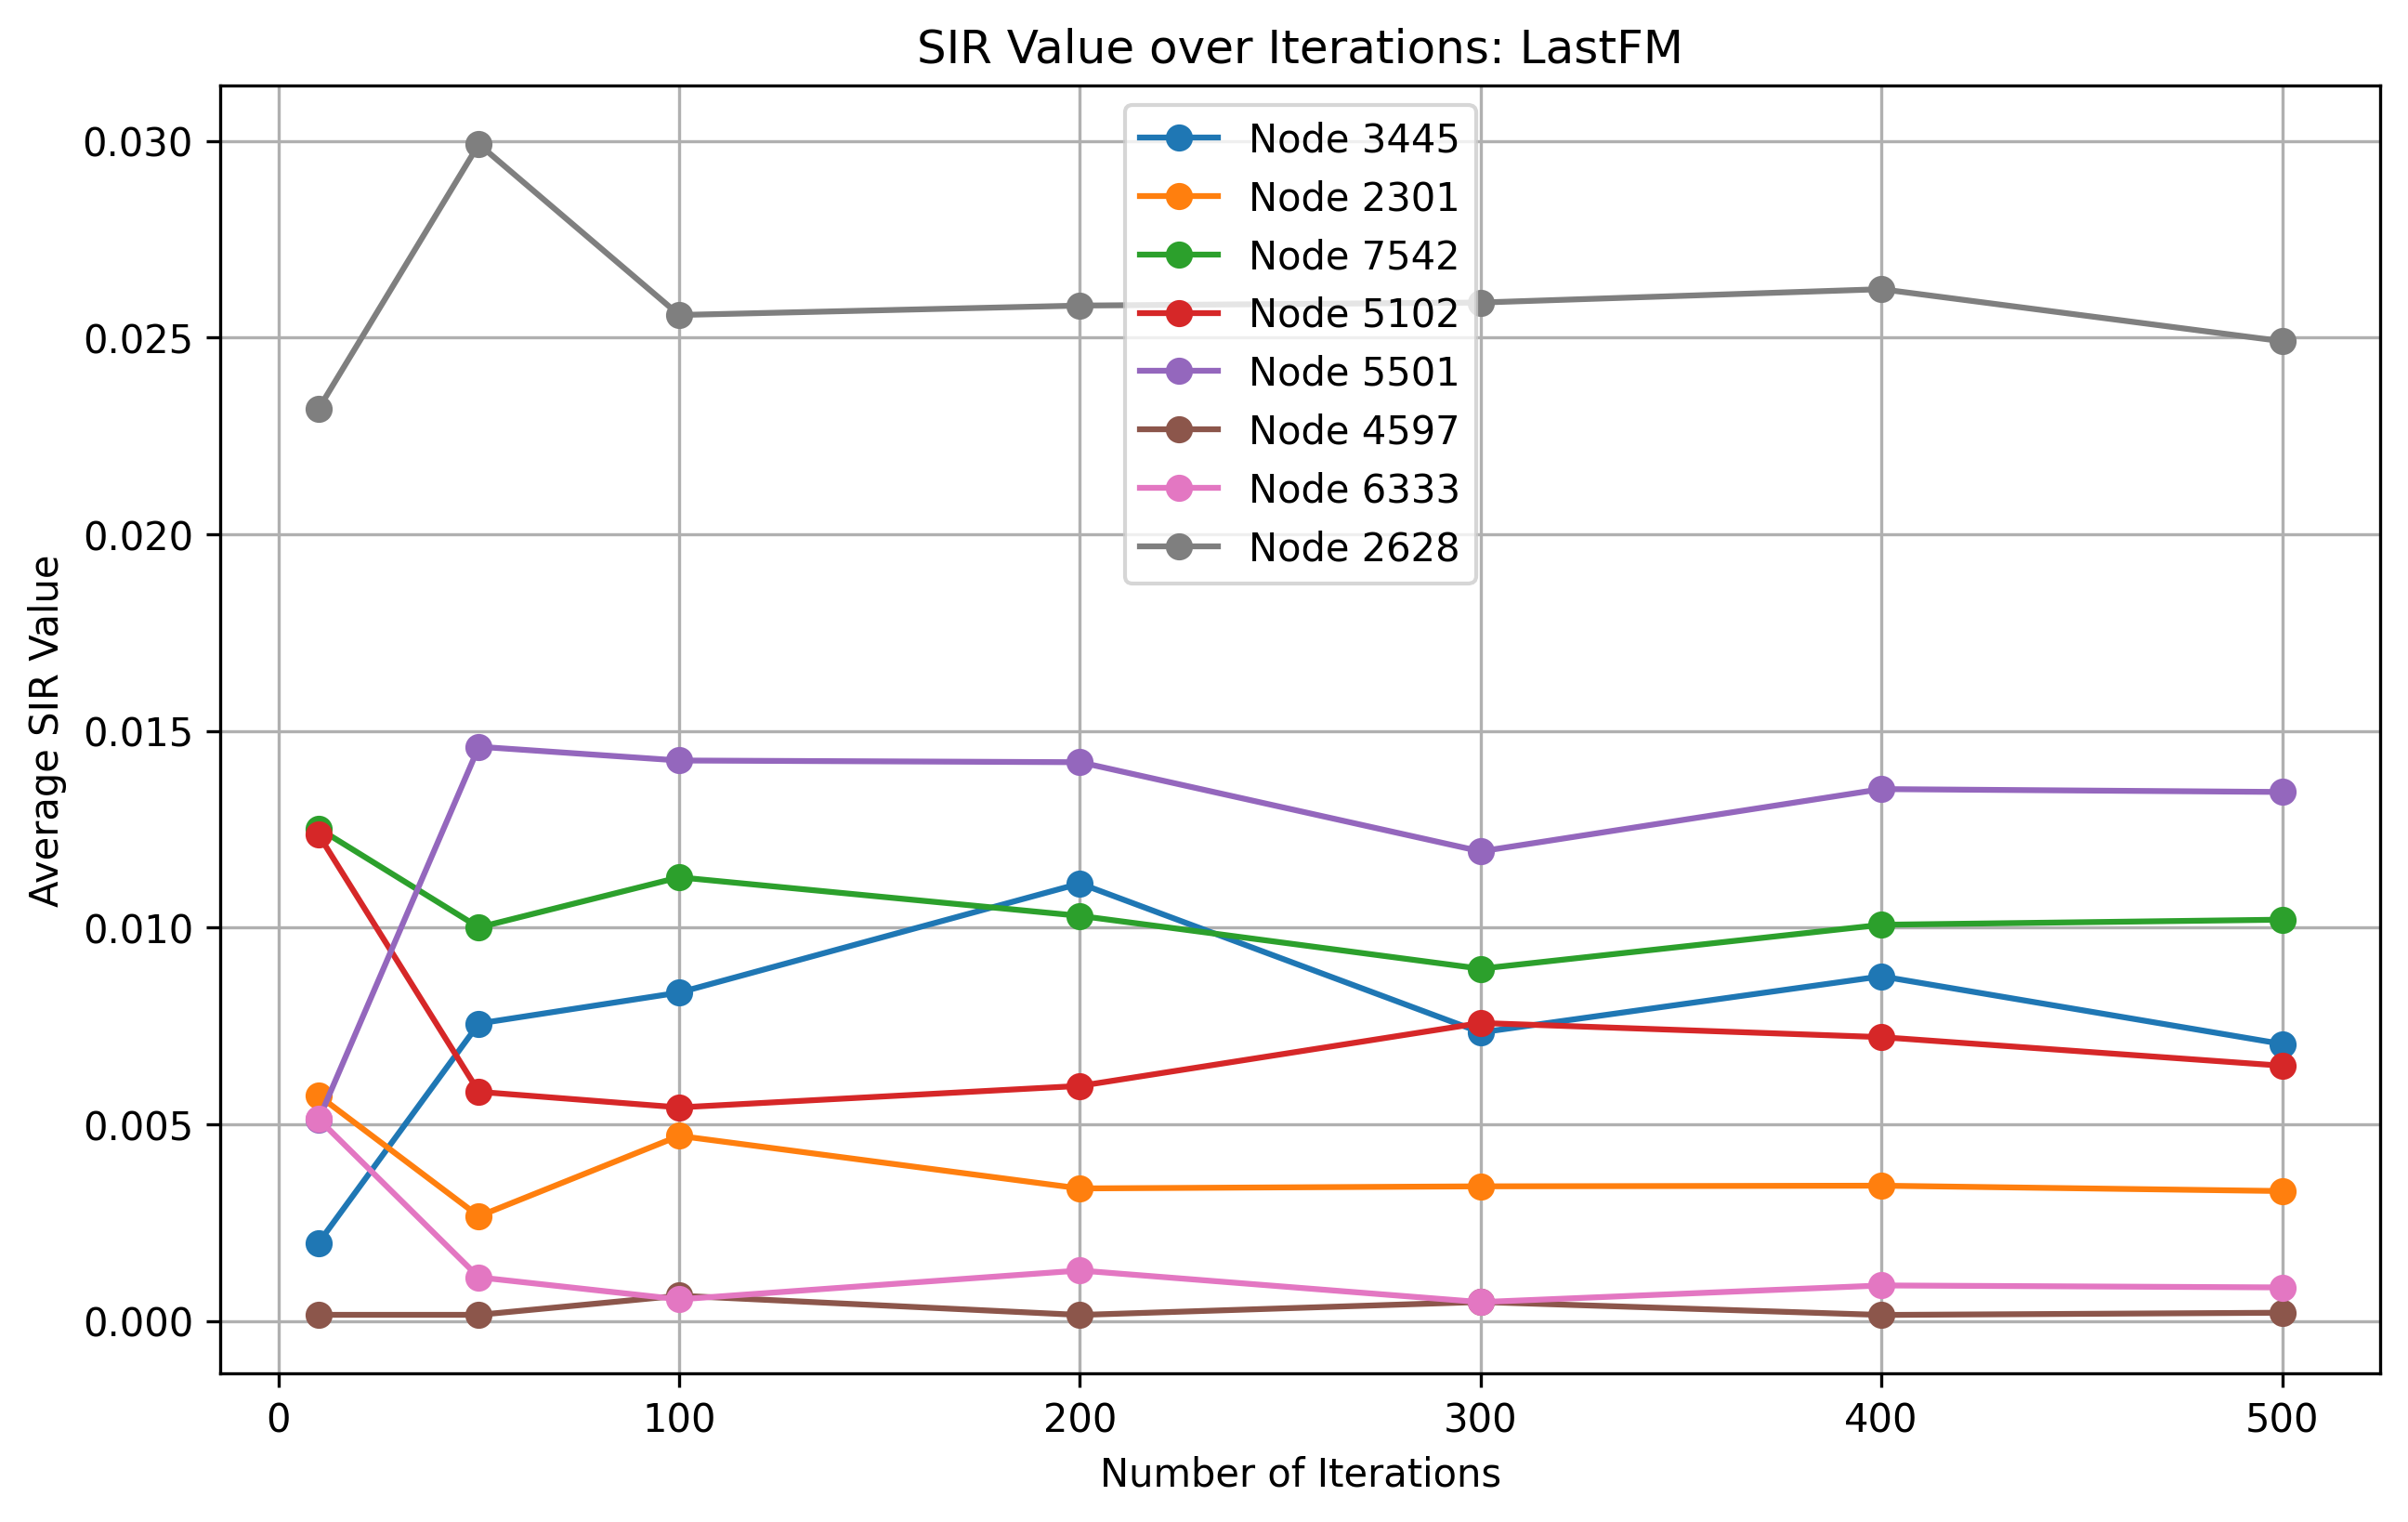 SIR Value over Iterations: LastFM
Average SIR Value
0.030
0.025
0.020
0.015
0.010
0.005
0.000
Node 3445
Node 2301
Node 7542
Node 5102
Node 5501
Node 4597
Node 6333
Node 2628
0 100 200 300 400 500
Number of Iterations